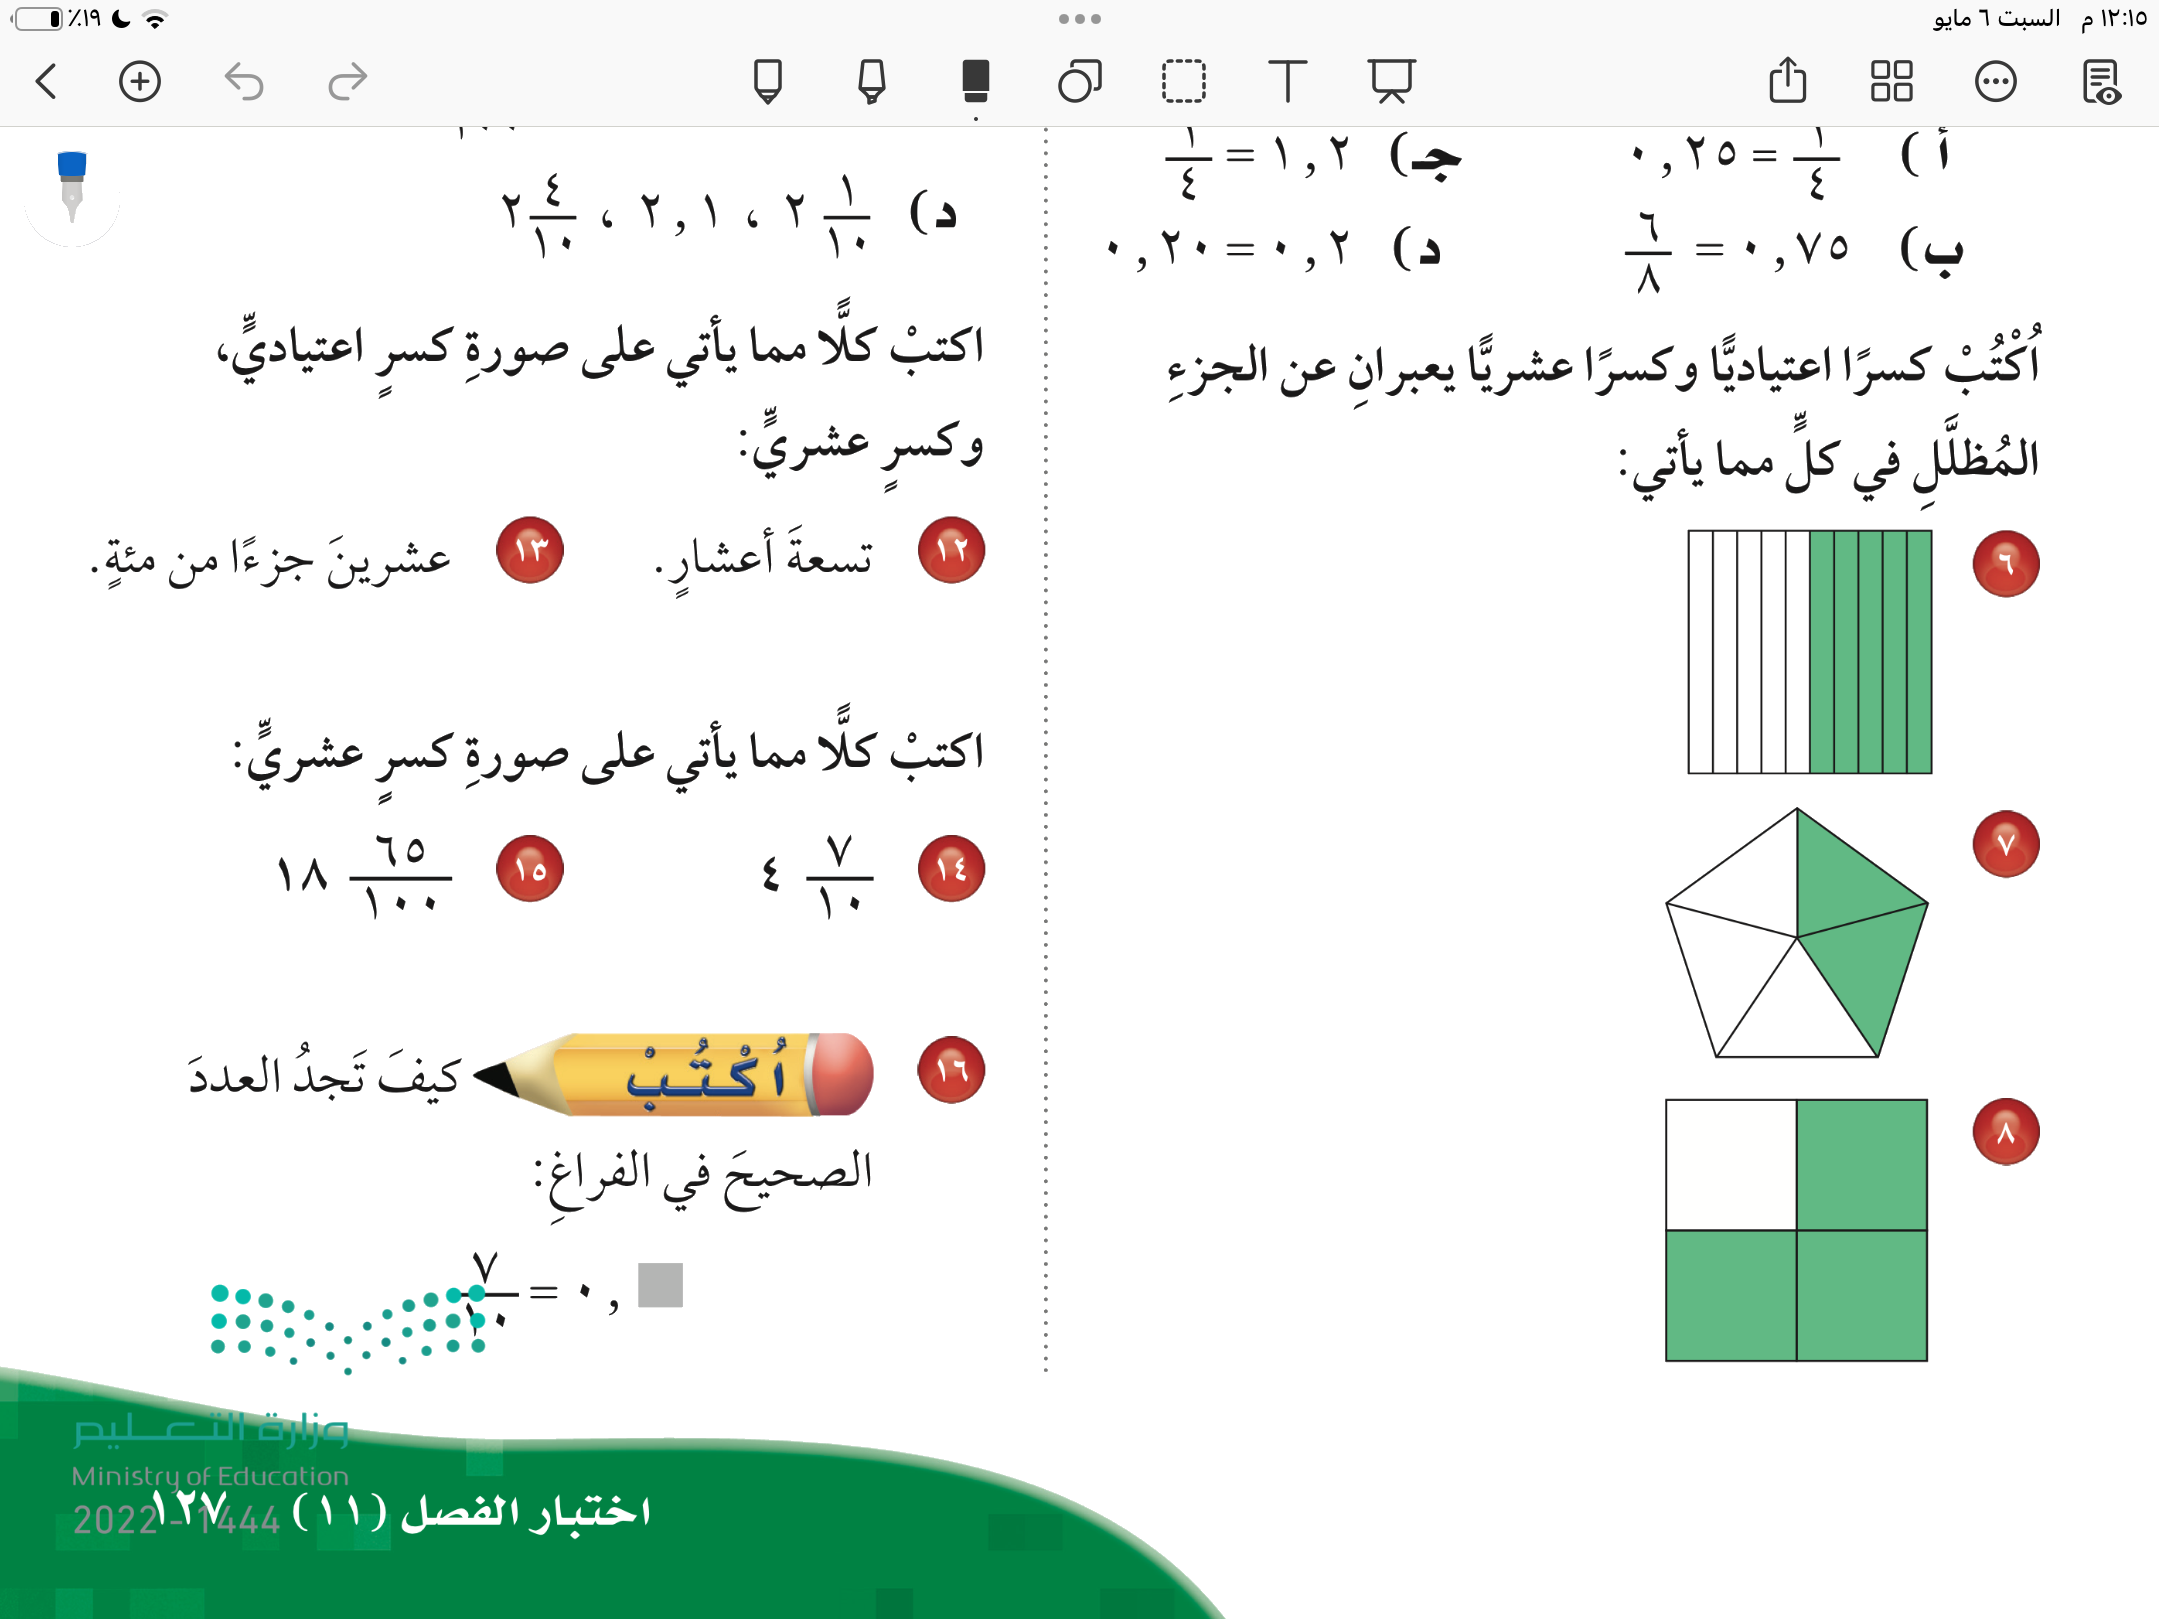 ١٢:١٥ م السبت ٦ مايو
٪١٩
أ ) ١/٤ = ٠,٢٥ جـ) ١,٢ = ١/٤
ب) ٠,٧٥ = ٦/٨ د) ٠,٢ = ٠,٢٠
أُكْتُبْ كسرًا اعتياديًّا وكسرًا عشريًّا يعبرانِ عن الجزءِ
المُظلَّلِ في كلٍّ مما يأتي:
٦
٧
٨
د) ٢ ١/١٠ ، ٢,١ ، ٢ ٤/١٠
اكتبْ كلًّا مما يأتي على صورةِ كسرٍ اعتياديٍّ،
وكسرٍ عشريٍّ:
١٢ تسعةَ أعشارٍ. ١٣ عشرينَ جزءًا من مئةٍ.
اكتبْ كلًّا مما يأتي على صورةِ كسرٍ عشريٍّ:
١٤ ٤ ٧/١٠ ١٥ ١٨ ٦٥/١٠٠
١٦ أُكْتُبْ كيفَ تَجدُ العددَ
الصحيحَ في الفراغِ:
٧/١٠ = ٠,
وزارة التعليم
Ministry of Education
2022 - 1444
اختبار الفصل (١١) ١٢٧